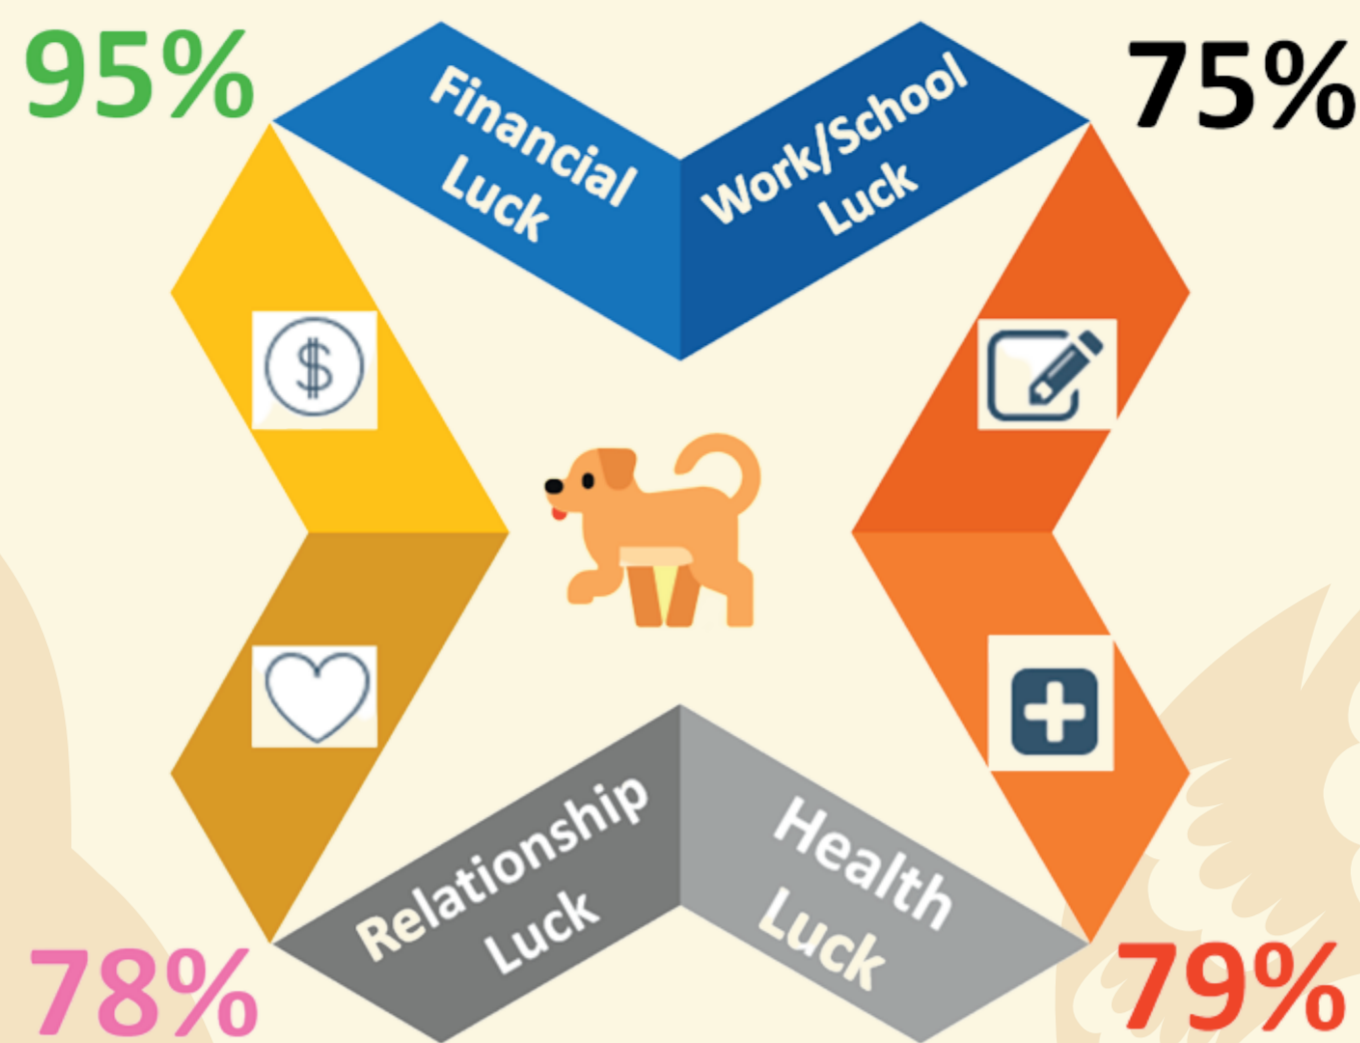 95%
Financial
Luck
Work/School
Luck
75%
$
Relationship
Luck
Health
Luck
78%
79%